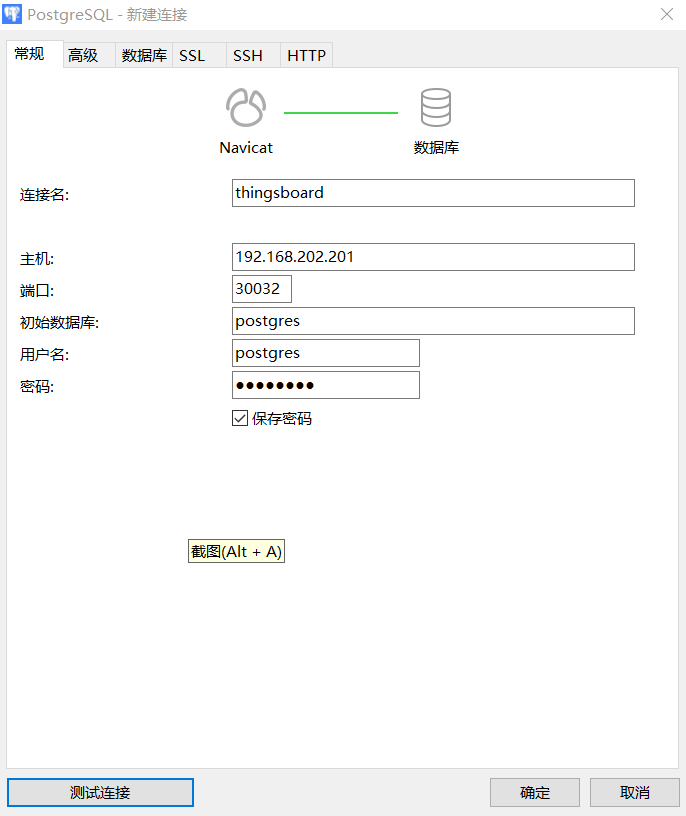 PostgreSQL - 新建连接
常规 高级 数据库 SSL SSH HTTP
Navicat 数据库
连接名: thingsboard
主机: 192.168.202.201
端口: 30032
初始数据库: postgres
用户名: postgres
密码: ●●●●●●●●
保存密码
截图(Alt + A)
测试连接 确定 取消